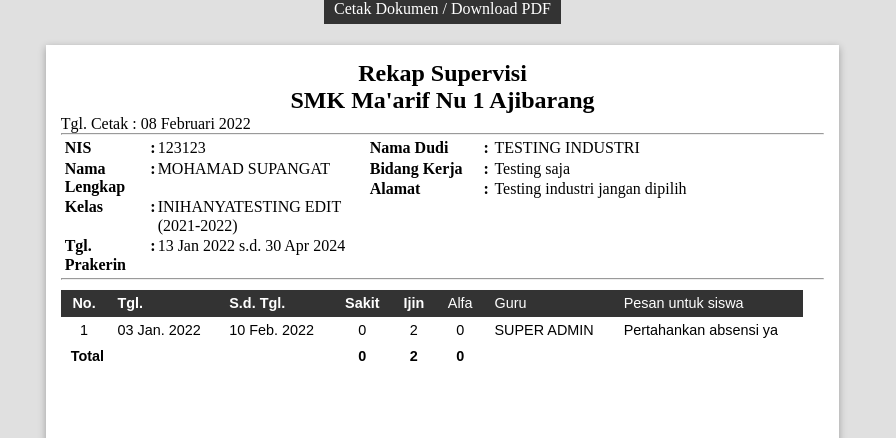 Cetak Dokumen / Download PDF
Rekap Supervisi
SMK Ma'arif Nu 1 Ajibarang
Tgl. Cetak : 08 Februari 2022
NIS : 123123 Nama Dudi : TESTING INDUSTRI
Nama Lengkap : MOHAMAD SUPANGAT Bidang Kerja : Testing saja
Alamat : Testing industri jangan dipilih
Kelas : INIHANYATESTING EDIT
(2021-2022)
Tgl. Prakerin : 13 Jan 2022 s.d. 30 Apr 2024
No. Tgl. S.d. Tgl. Sakit Ijin Alfa Guru Pesan untuk siswa
1 03 Jan. 2022 10 Feb. 2022 0 2 0 SUPER ADMIN Pertahankan absensi ya
Total 0 2 0